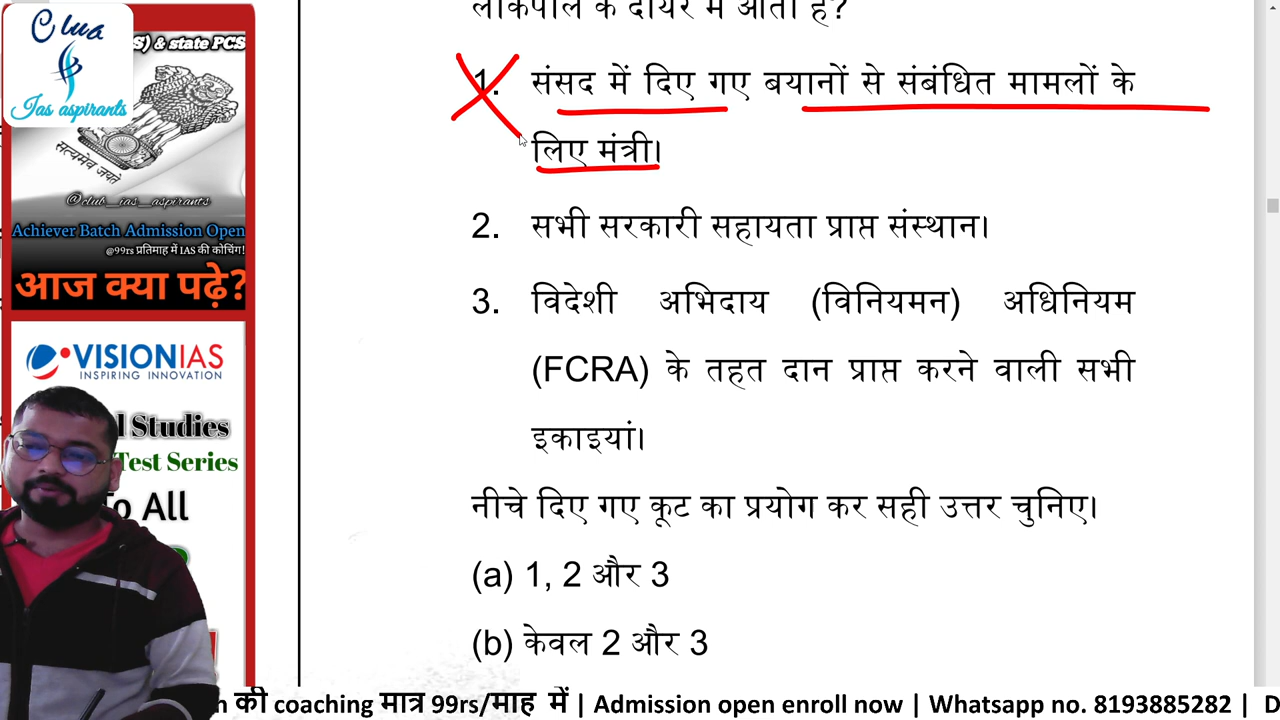 Clua
Ias aspirants
S) & state PCS
सत्यमेव जयते
@club_ias_aspirants
Achiever Batch Admission Open
@99rs प्रतिमाह में IAS की कोचिंग!
आज क्या पढ़े?
VISIONIAS
INSPIRING INNOVATION
l Studies
Test Series
o All
लोकपाल के दायरे में आता है?
1. संसद में दिए गए बयानों से संबंधित मामलों के
लिए मंत्री।
2. सभी सरकारी सहायता प्राप्त संस्थान।
3. विदेशी अभिदाय (विनियमन) अधिनियम
(FCRA) के तहत दान प्राप्त करने वाली सभी
इकाइयां।
नीचे दिए गए कूट का प्रयोग कर सही उत्तर चुनिए।
(a) 1, 2 और 3
(b) केवल 2 और 3
की coaching मात्र 99rs/माह में | Admission open enroll now | Whatsapp no. 8193885282 | D